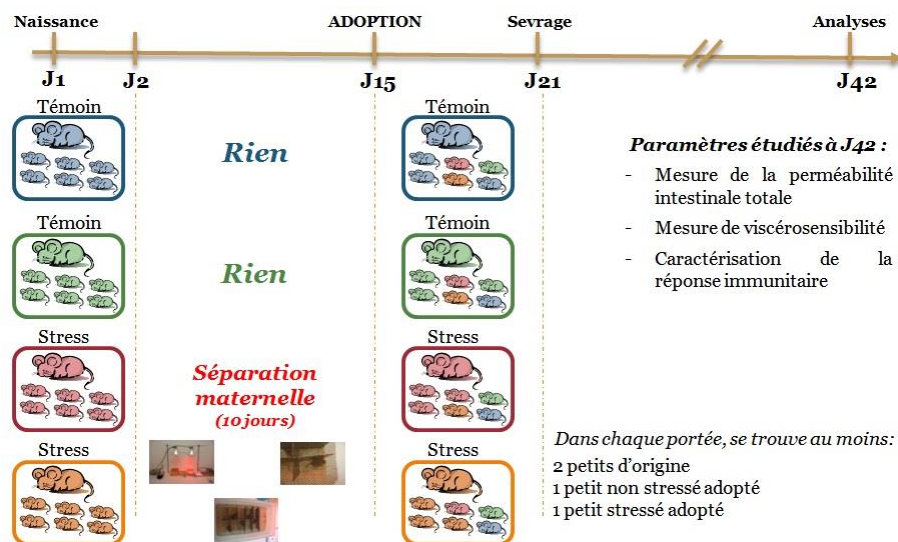 Naissance
ADOPTION
Sevrage
Analyses
J1
J2
J15
J21
J42
Témoin
Rien
Témoin
Témoin
Rien
Témoin
Stress
Séparation
maternelle
(10 jours)
Stress
Stress
Stress
Paramètres étudiés à J42 :
- Mesure de la perméabilité
intestinale totale
- Mesure de viscérosensibilité
- Caractérisation de la
réponse immunitaire
Dans chaque portée, se trouve au moins:
2 petits d'origine
1 petit non stressé adopté
1 petit stressé adopté